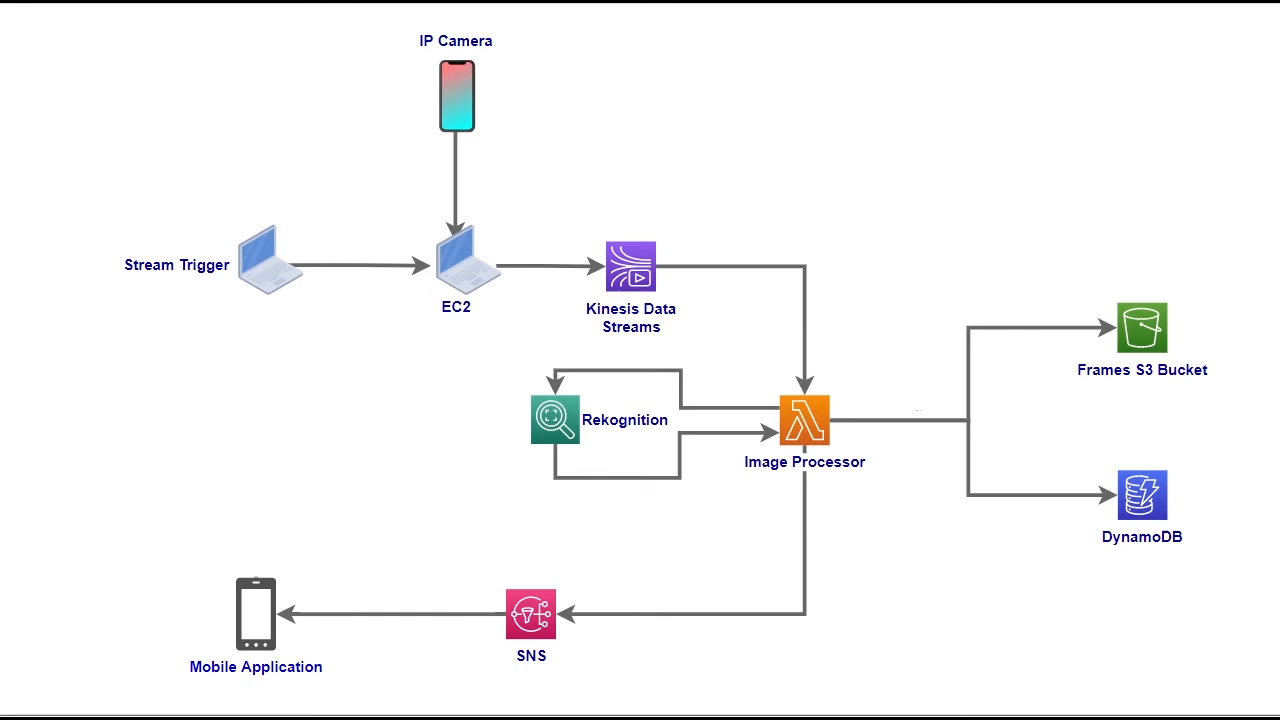 IP Camera
Stream Trigger
EC2
Kinesis Data
Streams
Frames S3 Bucket
Rekognition
Image Processor
DynamoDB
SNS
Mobile Application